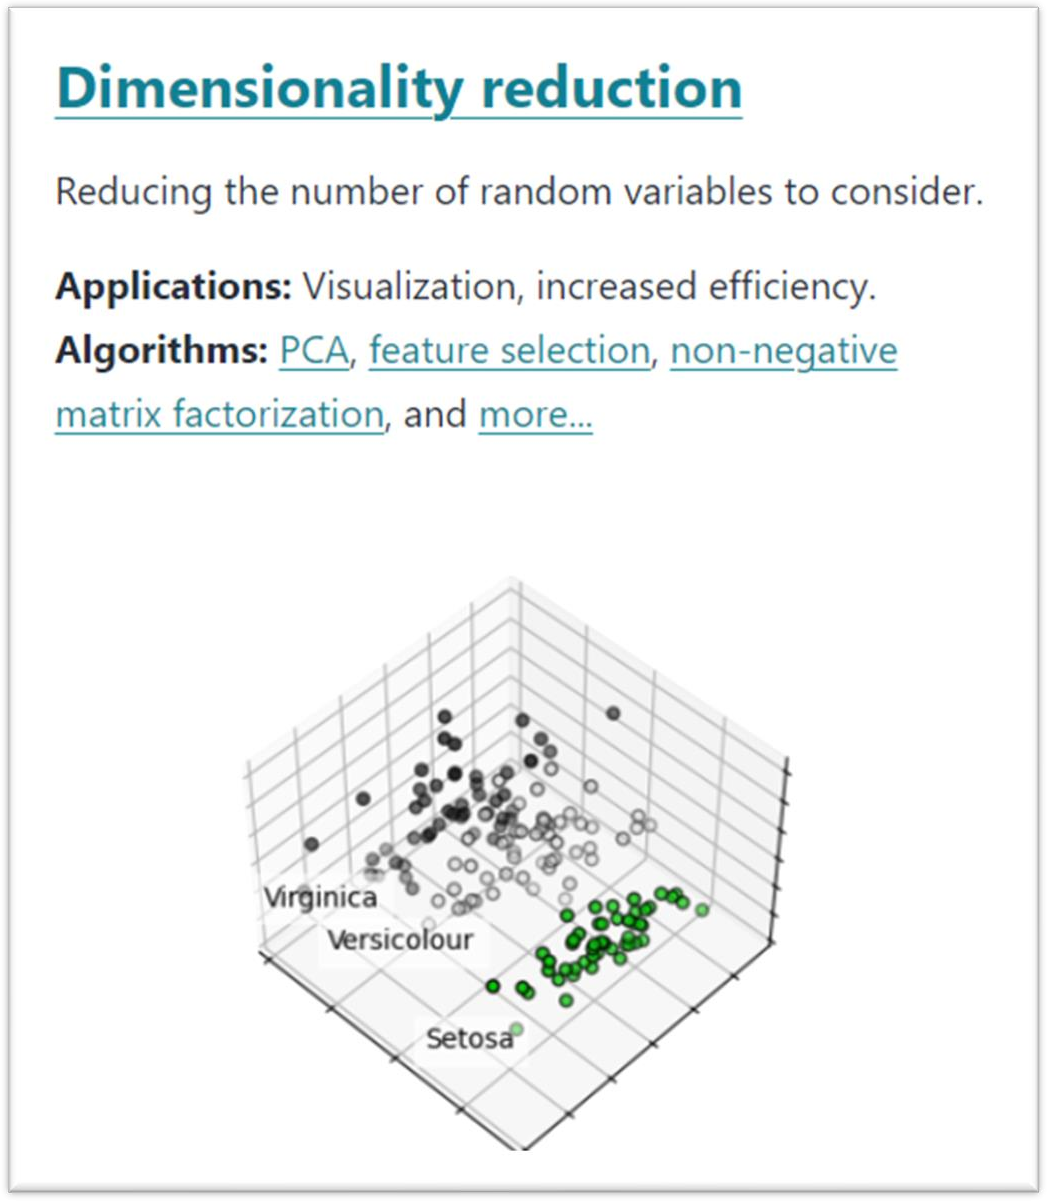 Dimensionality reduction
Reducing the number of random variables to consider.
Applications: Visualization, increased efficiency.
Algorithms: PCA, feature selection, non-negative
matrix factorization, and more...
Virginica
Versicolour
Setosa